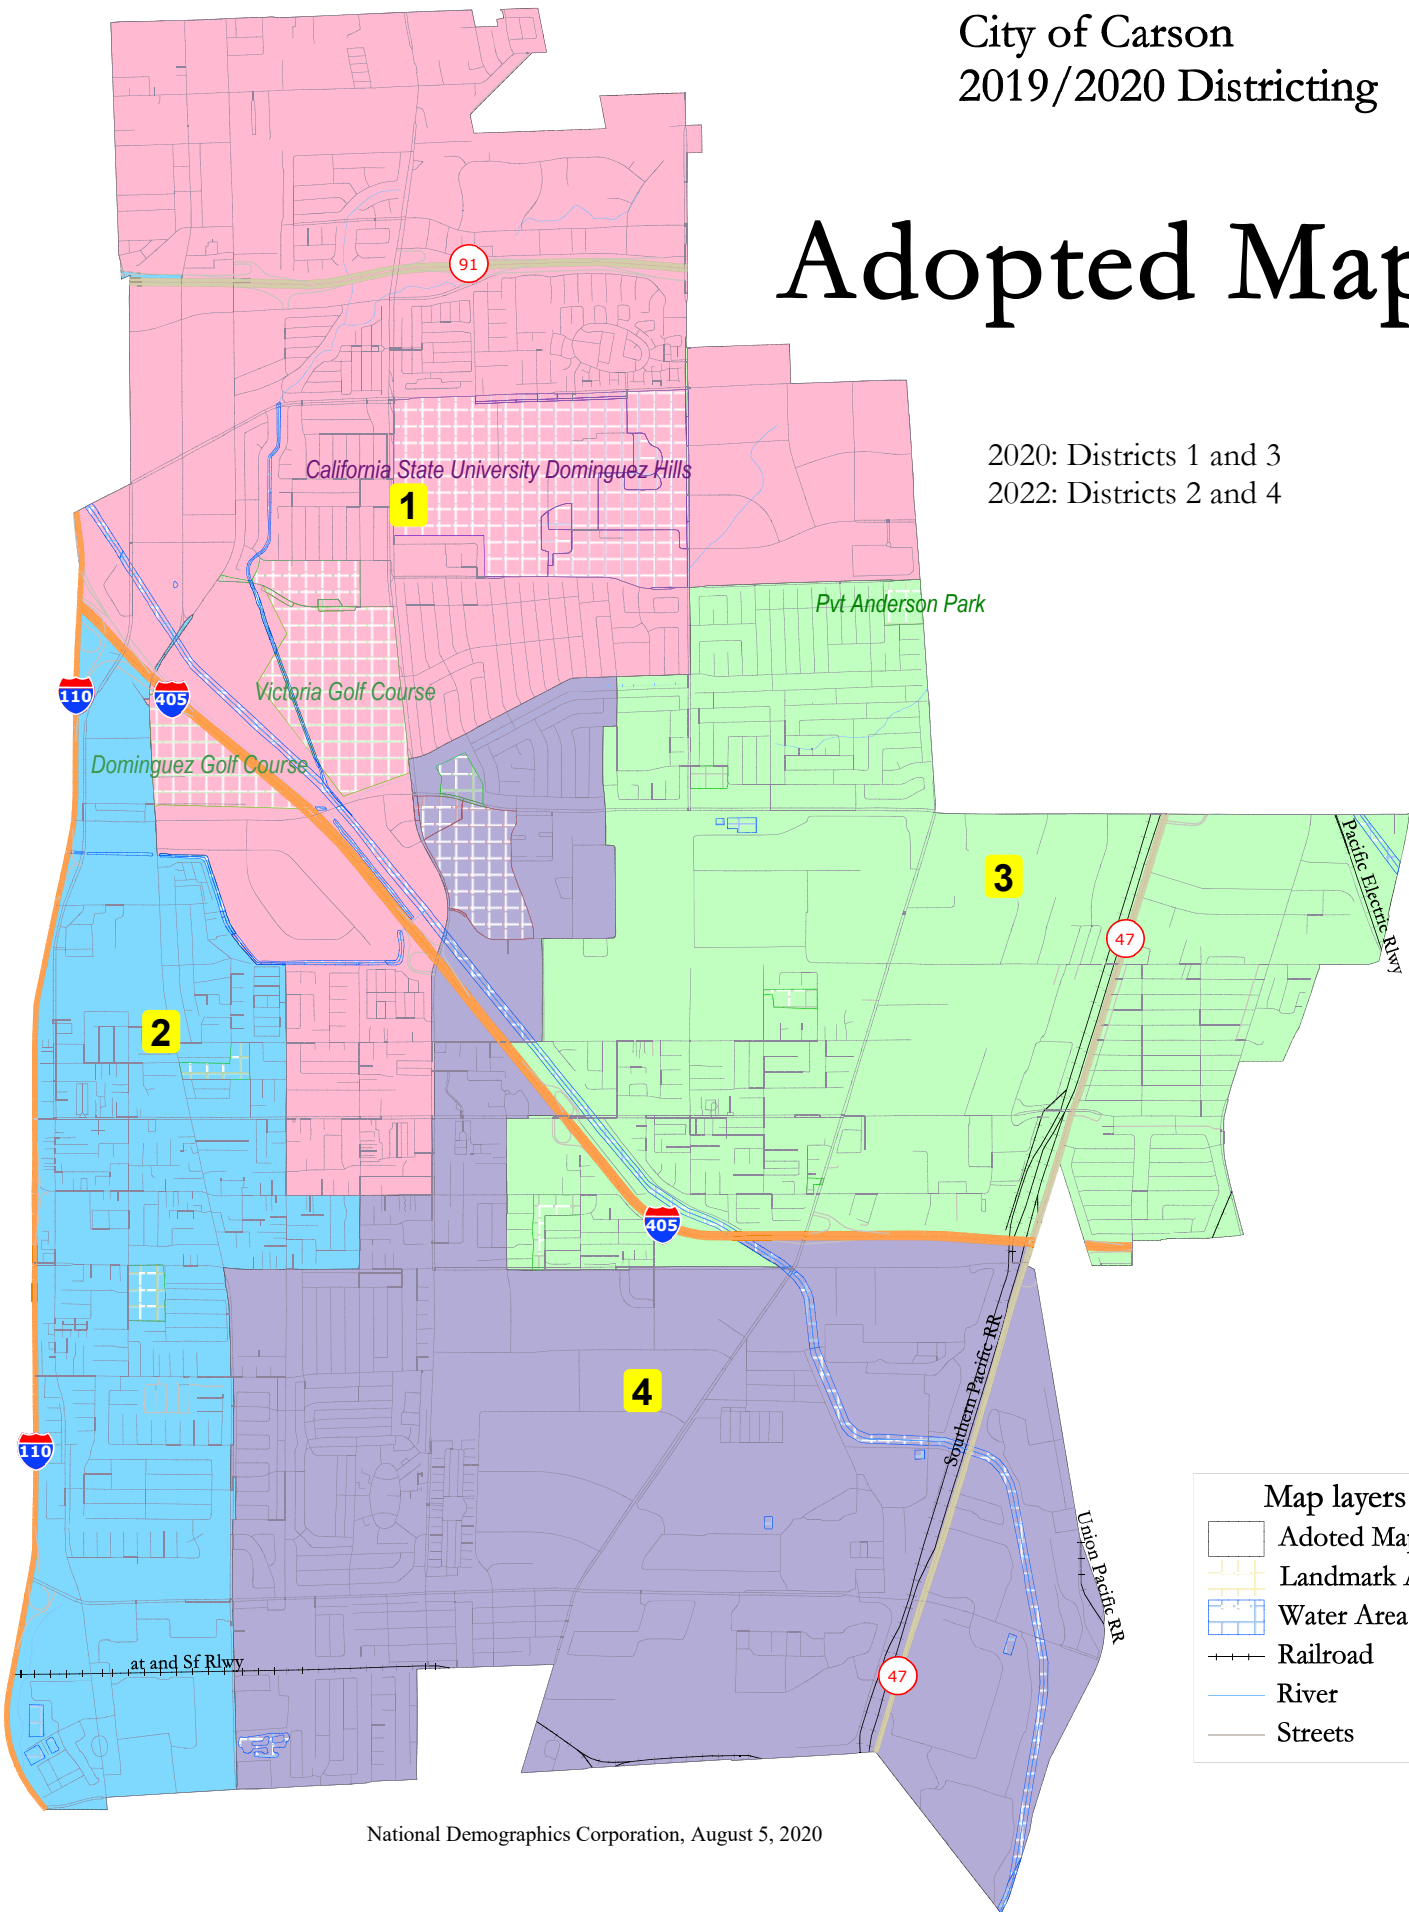 City of Carson
2019/2020 Districting
Adopted Map
91
2020: Districts 1 and 3
2022: Districts 2 and 4
California State University Dominguez Hills
1
Pvt Anderson Park
110
405
Victoria Golf Course
Dominguez Golf Course
3
Pacific Electric Rlwy
47
2
405
4
Southern Pacific RR
110
Union Pacific RR
Map layers
Adoted Map
Landmark
Water Area
Railroad
River
Streets
at and Sf Rlwy
47
National Demographics Corporation, August 5, 2020